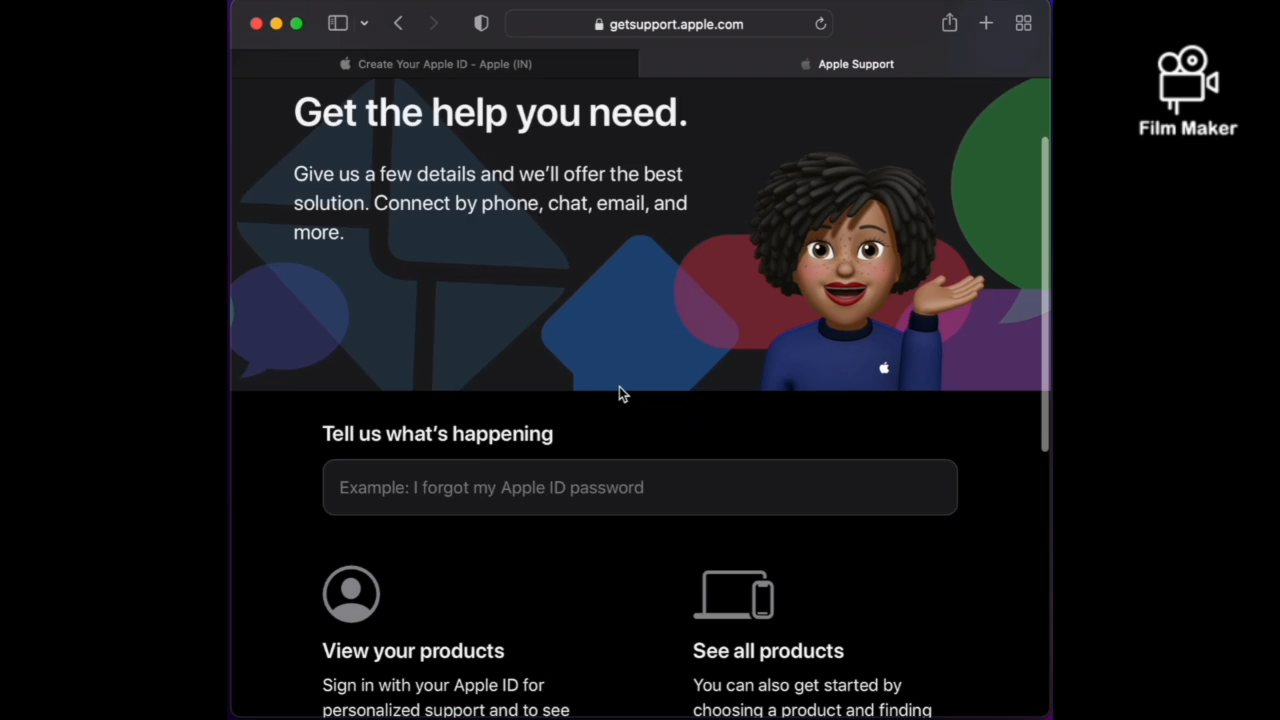 getsupport.apple.com
Create Your Apple ID - Apple (IN)
Apple Support
Film Maker
Get the help you need.
Give us a few details and we’ll offer the best
solution. Connect by phone, chat, email, and
more.
Tell us what’s happening
Example: I forgot my Apple ID password
View your products
Sign in with your Apple ID for
personalized support and to see
See all products
You can also get started by
choosing a product and finding